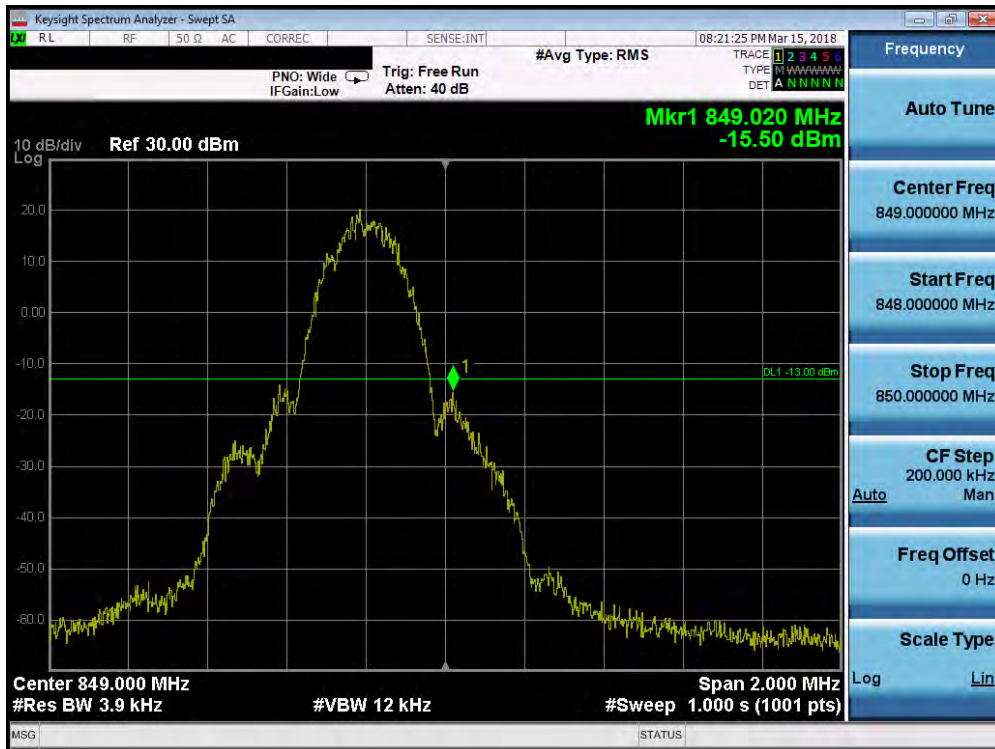 Keysight Spectrum Analyzer - Swept SA
LXI RL RF 50 Ω AC CORREC SENSE:INT 08:21:25 PM Mar 15, 2018
#Avg Type: RMS TRACE 1 2 3 4 5 6
PNO: Wide Trig: Free Run TYPE M W W W W W
IFGain:Low Atten: 40 dB DET A N N N N N
Mkr1 849.020 MHz
-15.50 dBm
10 dB/div Ref 30.00 dBm
Log
20.0
10.0
0.00
1
-10.0
DL1 -13.00 dBm
-20.0
-30.0
-40.0
-50.0
-60.0
Center 849.000 MHz Span 2.000 MHz
#Res BW 3.9 kHz #VBW 12 kHz #Sweep 1.000 s (1001 pts)
MSG STATUS
Frequency
Auto Tune
Center Freq
849.000000 MHz
Start Freq
848.000000 MHz
Stop Freq
850.000000 MHz
CF Step
200.000 kHz
Auto Man
Freq Offset
0 Hz
Scale Type
Log Lin